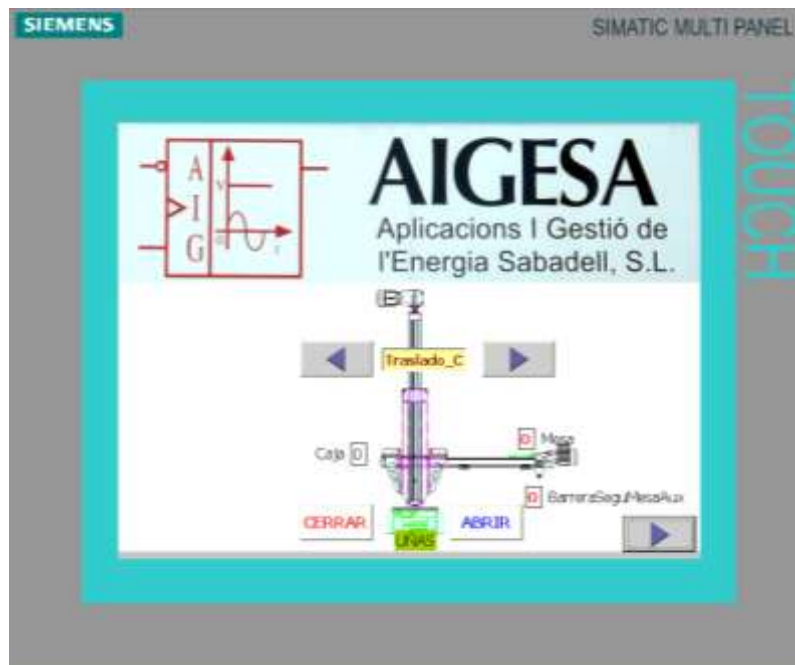 SIEMENS
SIMATIC MULTI PANEL
TOUCH
A
I
G
V
0
t
AIGESA
Aplicacions I Gestió de
l'Energia Sabadell, S.L.
Traslado_C
0 Mesa
Caja 0
0 BarreraSeguMesaAux
CERRAR
ABRIR
UÑAS